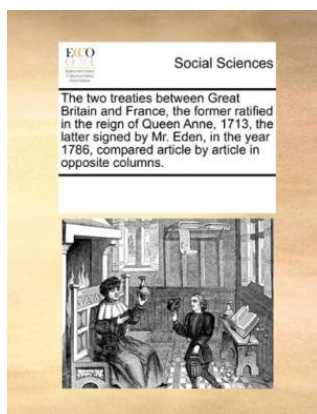 ECCO
Social Sciences
The two treaties between Great
Britain and France, the former ratified
in the reign of Queen Anne, 1713, the
latter signed by Mr. Eden, in the year
1786, compared article by article in
opposite columns.